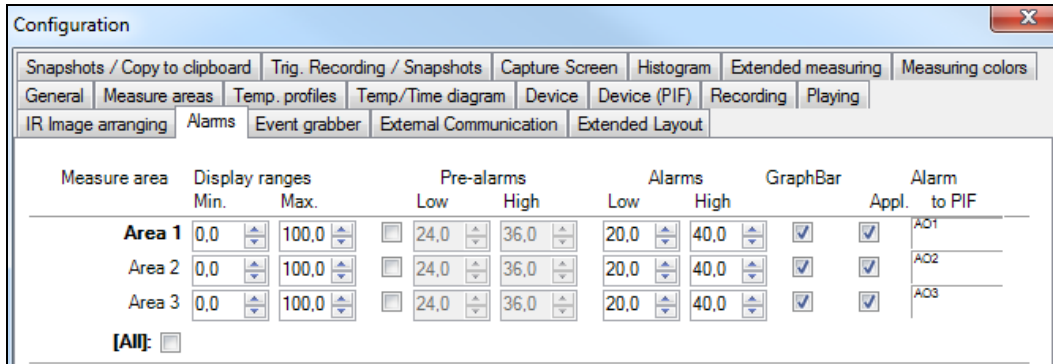 Configuration
Snapshots / Copy to clipboard Trig. Recording / Snapshots Capture Screen Histogram Extended measuring Measuring colors
General Measure areas Temp. profiles Temp/Time diagram Device Device (PIF) Recording Playing
IR Image arranging Alarms Event grabber External Communication Extended Layout
Measure area Display ranges Pre-alarms Alarms GraphBar Alarm
Min. Max. Low High Low High Appl. to PIF
Area 1 0,0 100,0 24,0 36,0 20,0 40,0 AO1
Area 2 0,0 100,0 24,0 36,0 20,0 40,0 AO2
Area 3 0,0 100,0 24,0 36,0 20,0 40,0 AO3
[All]: